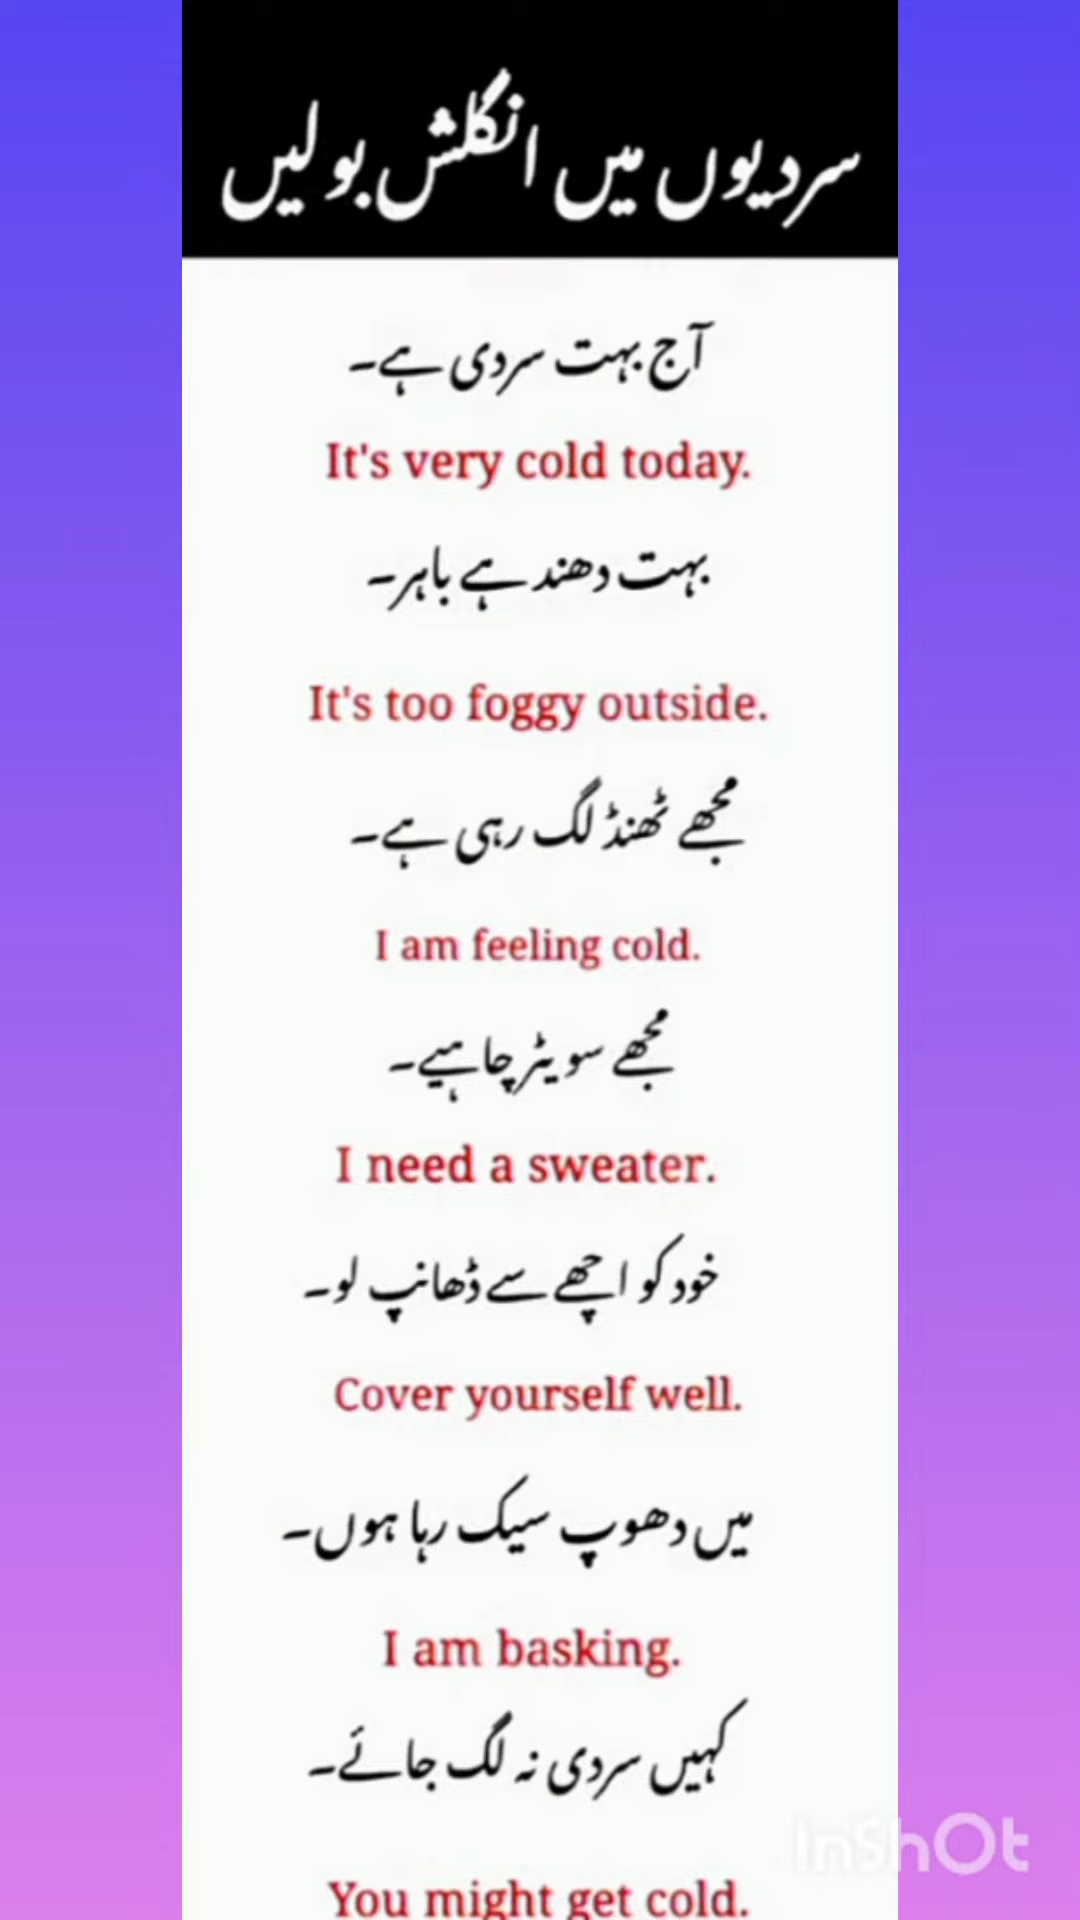 سردیوں میں انگلش بولیں
آج بہت سردی ہے۔
It's very cold today.
بہت دھند ہے باہر۔
It's too foggy outside.
مجھے ٹھنڈ لگ رہی ہے۔
I am feeling cold.
مجھے سویٹر چاہیے۔
I need a sweater.
خود کو اچھے سے ڈھانپ لو۔
Cover yourself well.
میں دھوپ سیک رہا ہوں۔
I am basking.
کہیں سردی نہ لگ جائے۔
InShOt
You might get cold.